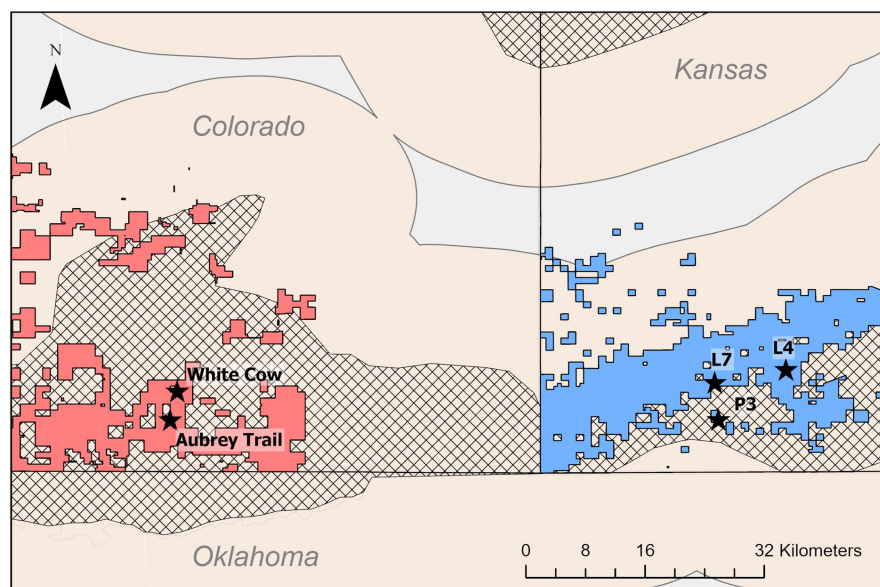 N
Kansas
Colorado
L4
L7
White Cow
P3
Aubrey Trail
Oklahoma
0 8 16 32 Kilometers